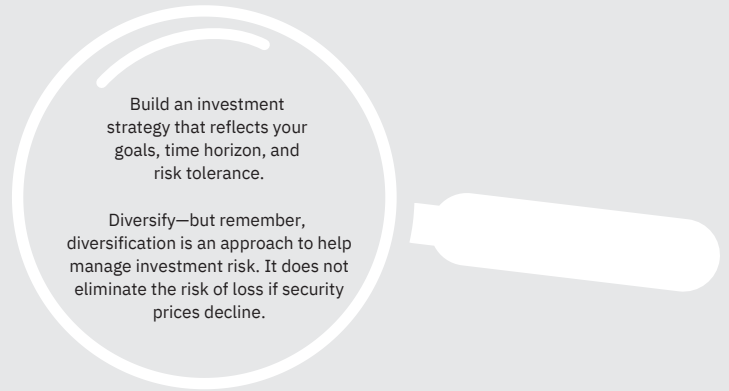 Build an investment
strategy that reflects your
goals, time horizon, and
risk tolerance.
Diversify—but remember,
diversification is an approach to help
manage investment risk. It does not
eliminate the risk of loss if security
prices decline.